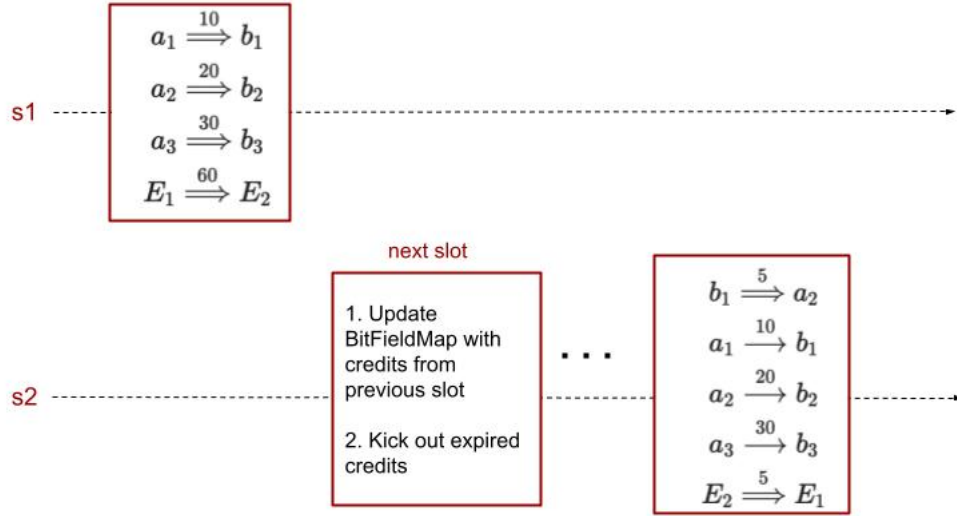 a₁ ⟹¹⁰ b₁
a₂ ⟹²⁰ b₂
s1
a₃ ⟹³⁰ b₃
E₁ ⟹⁶⁰ E₂
next slot
1. Update
BitFieldMap with
credits from
previous slot
2. Kick out expired
credits
...
s2
b₁ ⟹⁵ a₂
a₁ ⟶¹⁰ b₁
a₂ ⟶²⁰ b₂
a₃ ⟶³⁰ b₃
E₂ ⟹⁵ E₁